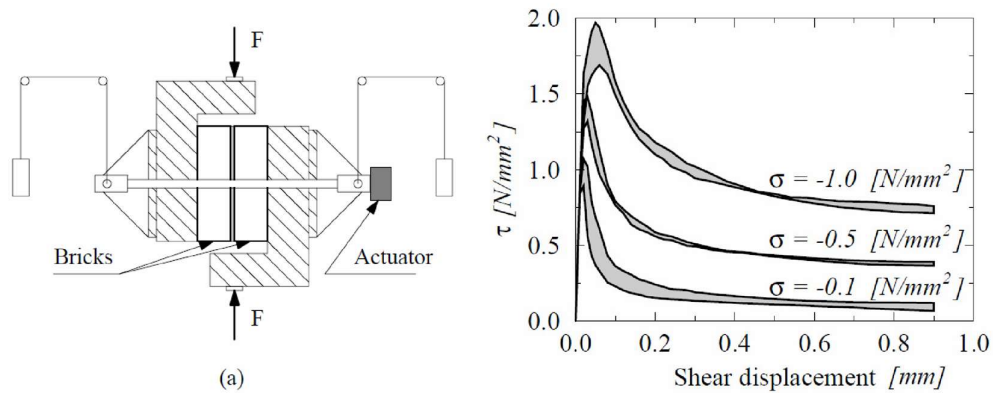 F
Bricks
Actuator
F
(a)
τ [N/mm²]
2.0
1.5
1.0
0.5
0.0
σ = -1.0 [N/mm²]
σ = -0.5 [N/mm²]
σ = -0.1 [N/mm²]
0.0 0.2 0.4 0.6 0.8 1.0
Shear displacement [mm]